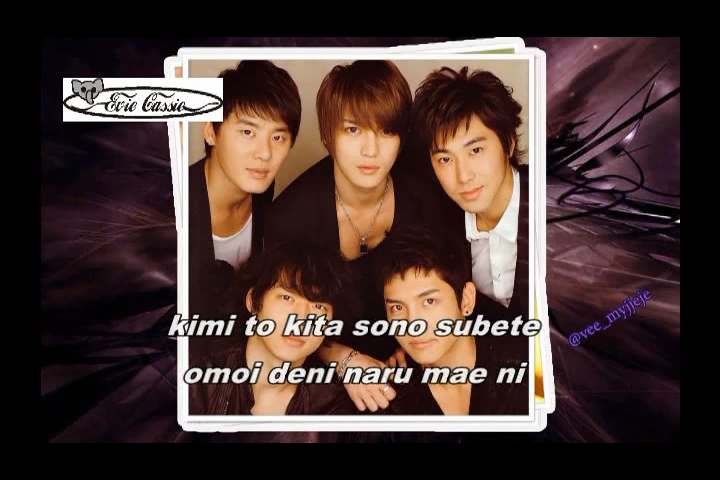 Evie Cassie
kimi to kita sono subete
omoi deni naru mae ni
@vee_myjjeje